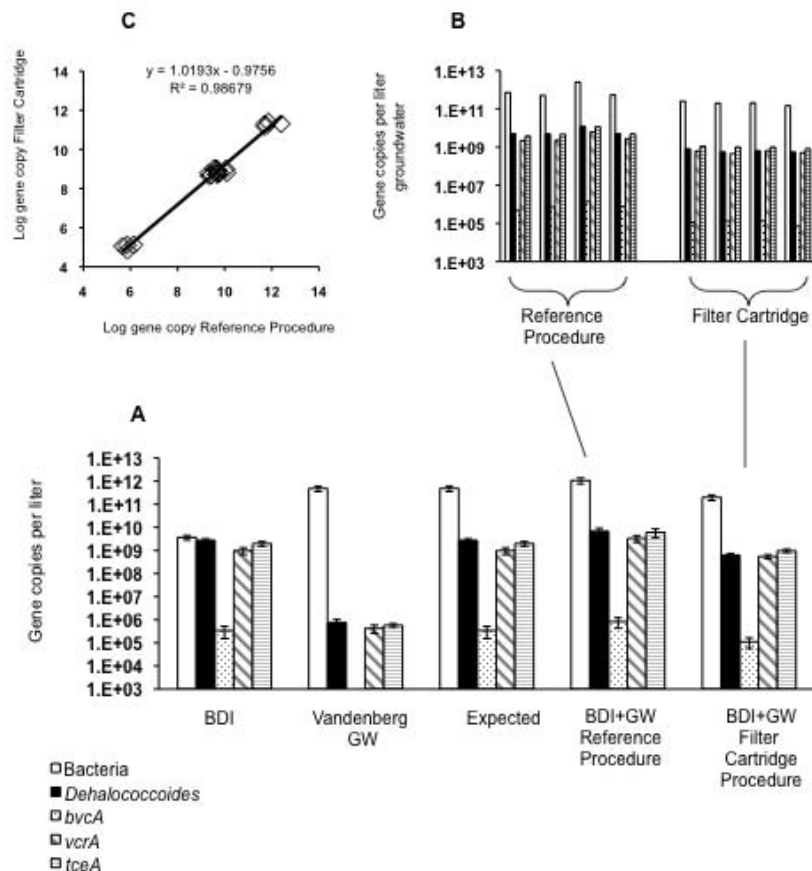 C
y = 1.0193x - 0.9756
R² = 0.98679
Log gene copy Filter Cartridge
14
12
10
8
6
4
4 6 8 10 12 14
Log gene copy Reference Procedure
B
Gene copies per liter
groundwater
1.E+13
1.E+11
1.E+09
1.E+07
1.E+05
1.E+03
Reference
Procedure
Filter Cartridge
A
Gene copies per liter
1.E+13
1.E+12
1.E+11
1.E+10
1.E+09
1.E+08
1.E+07
1.E+06
1.E+05
1.E+04
1.E+03
BDI
Vandenberg
GW
Expected
BDI+GW
Reference
Procedure
BDI+GW
Filter
Cartridge
Procedure
Bacteria
Dehalococcoides
bvcA
vcrA
tceA